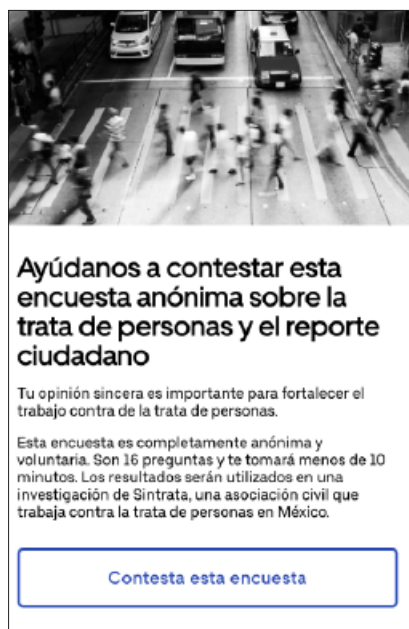 Ayúdanos a contestar esta
encuesta anónima sobre la
trata de personas y el reporte
ciudadano
Tu opinión sincera es importante para fortalecer el
trabajo contra de la trata de personas.
Esta encuesta es completamente anónima y
voluntaria. Son 16 preguntas y te tomará menos de 10
minutos. Los resultados serán utilizados en una
investigación de Sintrata, una asociación civil que
trabaja contra la trata de personas en México.
Contesta esta encuesta